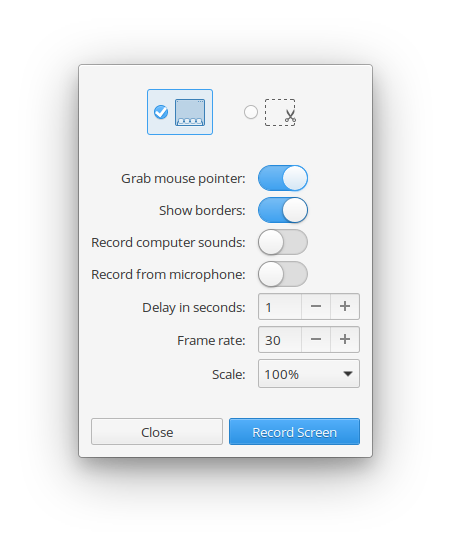 Grab mouse pointer:
Show borders:
Record computer sounds:
Record from microphone:
Delay in seconds: 1 − +
Frame rate: 30 − +
Scale: 100%
Close Record Screen